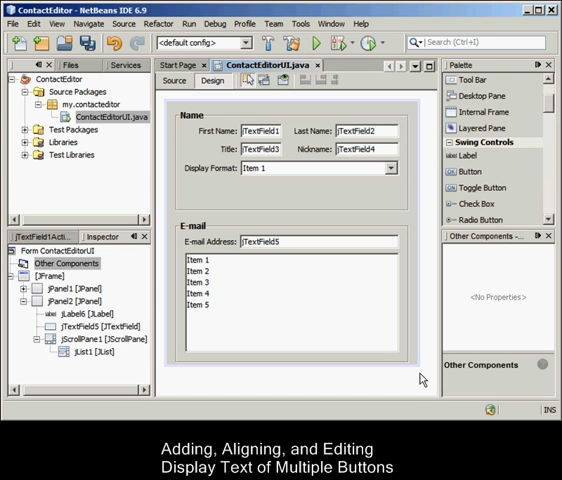 ContactEditor - NetBeans IDE 6.9
File Edit View Navigate Source Refactor Run Debug Profile Team Tools Window Help
<default config>
Search (Ctrl+I)
Files
Services
ContactEditor
Source Packages
my.contacteditor
ContactEditorUI.java
Test Packages
Libraries
Test Libraries
jTextField1Acti...
Inspector
Form ContactEditorUI
Other Components
[JFrame]
jPanel1 [JPanel]
jPanel2 [JPanel]
jLabel6 [JLabel]
jTextField5 [JTextField]
jScrollPane1 [JScrollPane]
jList1 [JList]
Start Page
ContactEditorUI.java
Source
Design
Name
First Name: jTextField1 Last Name: jTextField2
Title: jTextField3 Nickname: jTextField4
Display Format: Item 1
E-mail
E-mail Address: jTextField5
Item 1
Item 2
Item 3
Item 4
Item 5
Palette
Tool Bar
Desktop Pane
Internal Frame
Layered Pane
Swing Controls
Label
Button
Toggle Button
Check Box
Radio Button
Other Components -...
<No Properties>
Other Components
INS
Adding, Aligning, and Editing
Display Text of Multiple Buttons